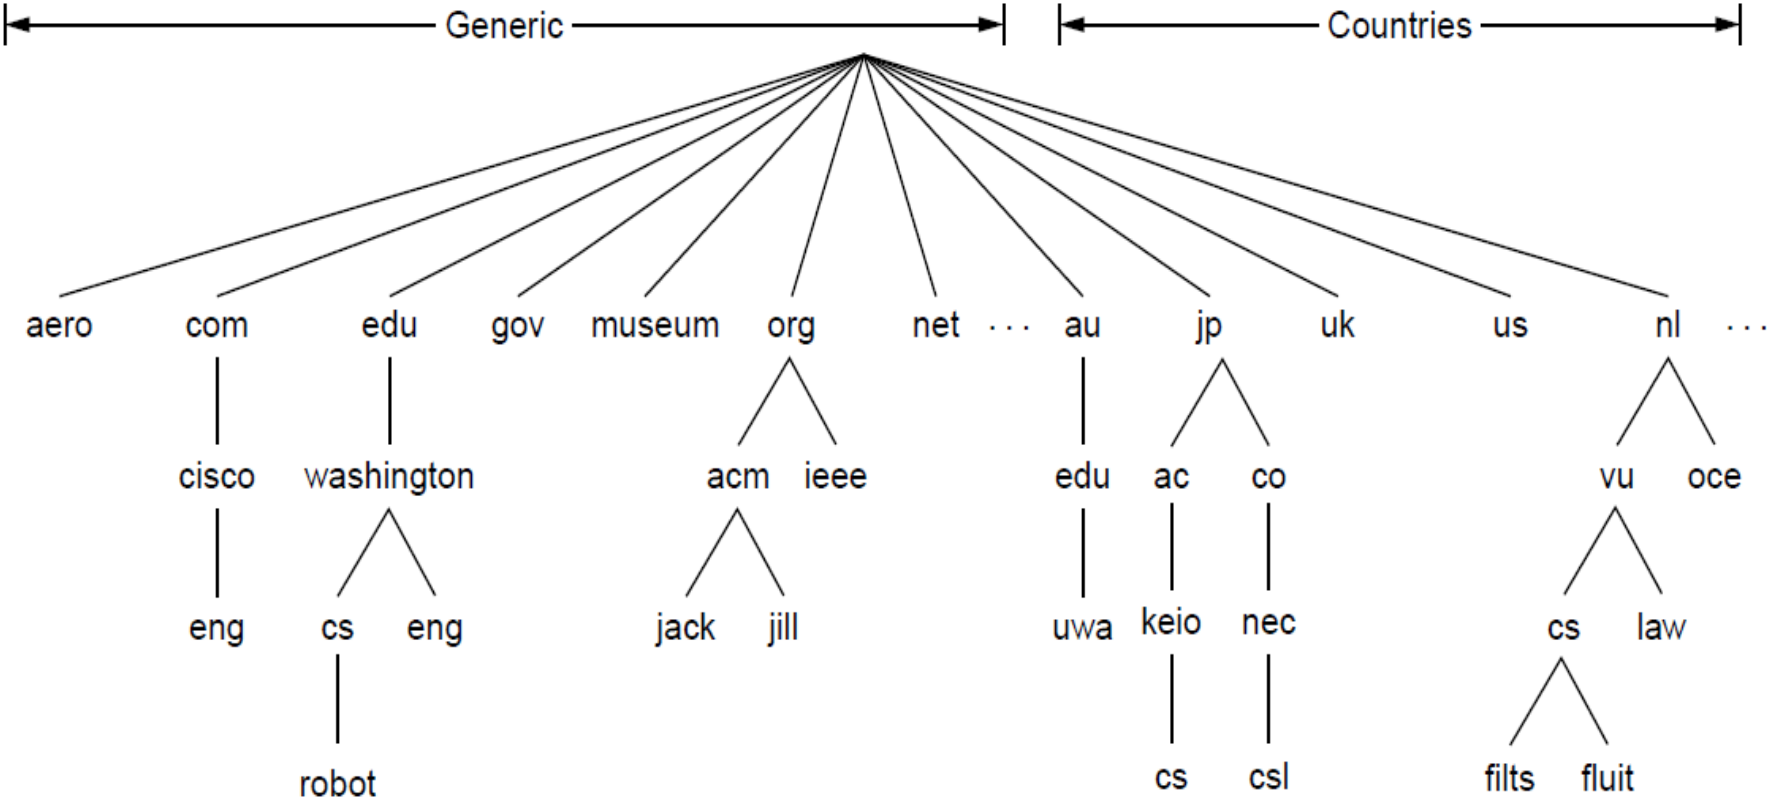 Generic Countries
aero com edu gov museum org net ... au jp uk us nl ...
cisco washington acm ieee edu ac co vu oce
eng cs eng jack jill uwa keio nec cs law
robot cs csl filts fluit